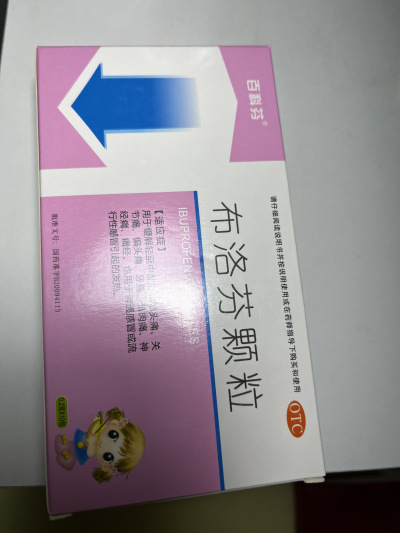 百科芬®
请仔细阅读说明书并按说明使用或在药师指导下购买和使用
OTC
布洛芬颗粒
IBUPROFEN
【适应症】
用于缓解轻至中度疼痛如头痛、关
节痛、偏头痛、牙痛、肌肉痛、神
经痛、痛经。也用于普通感冒或流
行性感冒引起的发热。
批准文号:国药准字